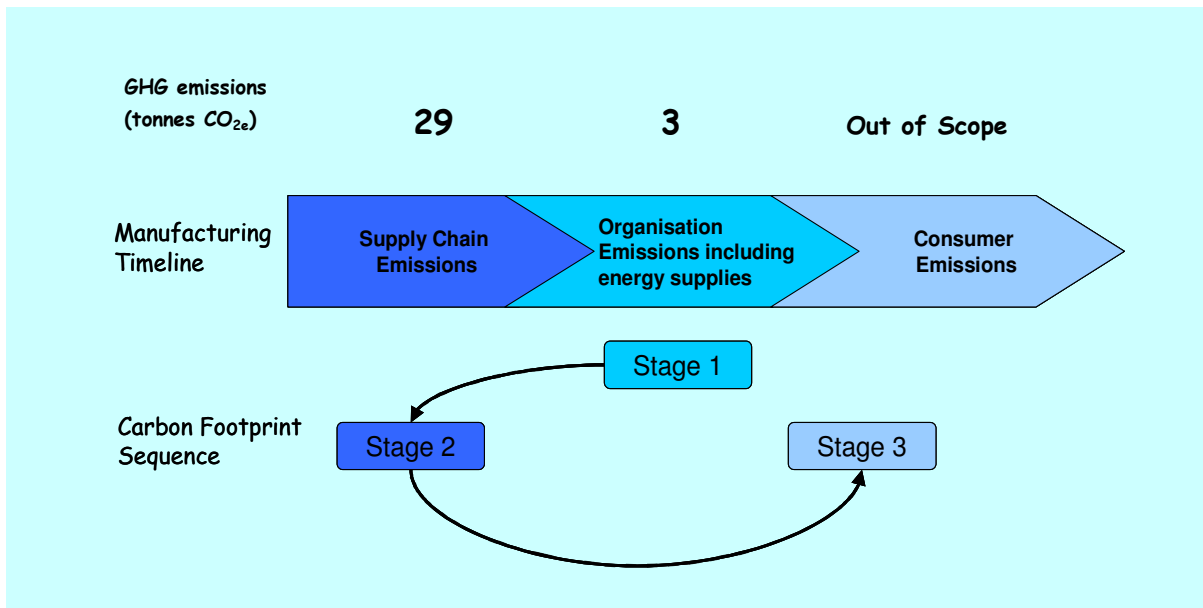 GHG emissions
(tonnes CO2e)
29
3
Out of Scope
Manufacturing
Timeline
Supply Chain
Emissions
Organisation
Emissions including
energy supplies
Consumer
Emissions
Stage 1
Carbon Footprint
Sequence
Stage 2
Stage 3